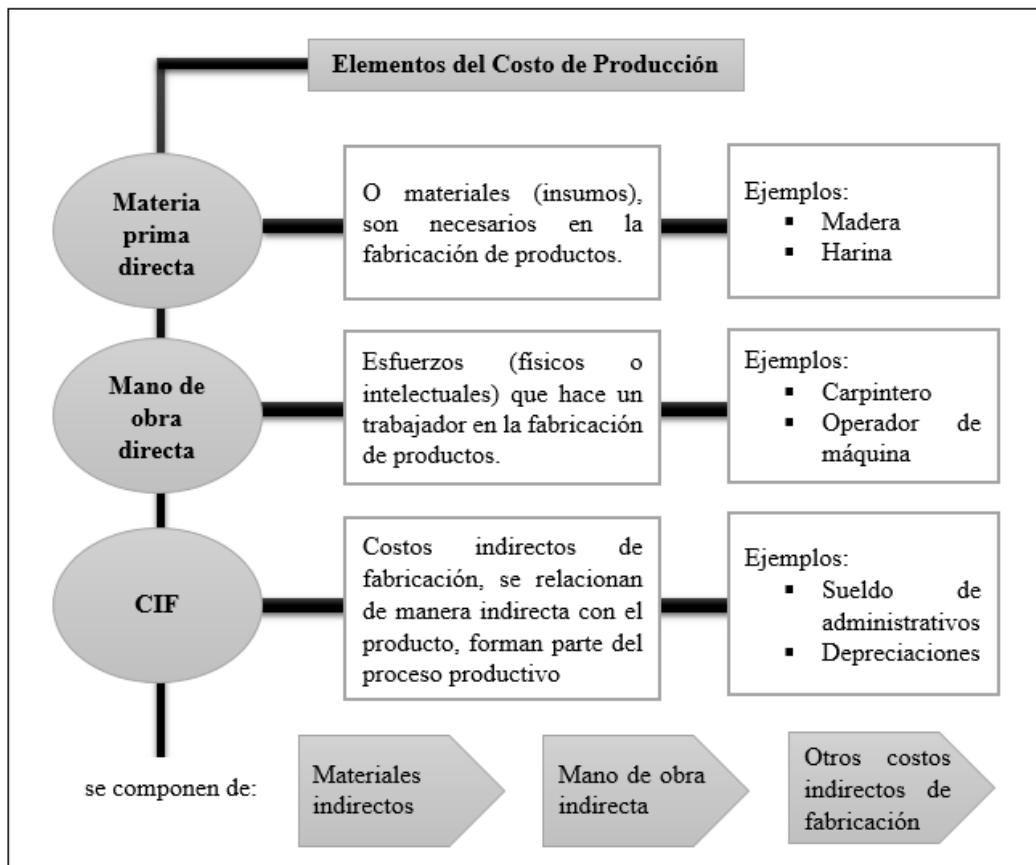 Elementos del Costo de Producción
Materia
prima
directa
O materiales (insumos),
son necesarios en la
fabricación de productos.
Ejemplos:
▪ Madera
▪ Harina
Mano de
obra
directa
Esfuerzos (físicos o
intelectuales) que hace un
trabajador en la fabricación
de productos.
Ejemplos:
▪ Carpintero
▪ Operador de
máquina
CIF
Costos indirectos de
fabricación, se relacionan
de manera indirecta con el
producto, forman parte del
proceso productivo
Ejemplos:
▪ Sueldo de
administrativos
▪ Depreciaciones
se componen de:
Materiales
indirectos
Mano de obra
indirecta
Otros costos
indirectos de
fabricación